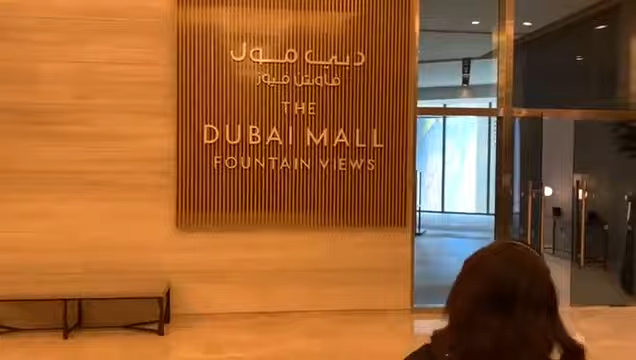 دبي مول
فاونتن فيوز
THE
DUBAI MALL
FOUNTAIN VIEWS